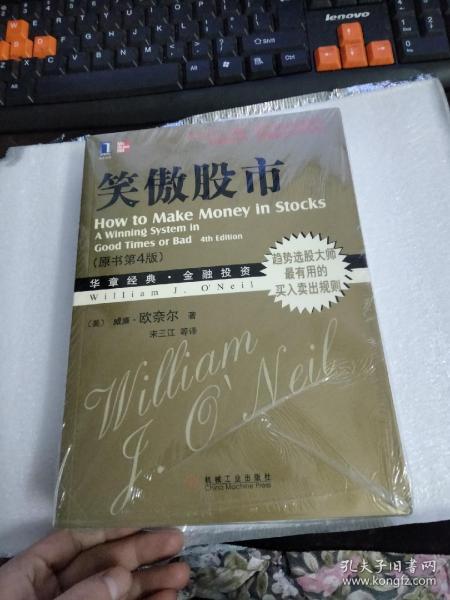 lenovo
笑傲股市
How to Make Money in Stocks
A Winning System in
Good Times or Bad 4th Edition
(原书第4版)
华章经典·金融投资
William J. O'Neil
趋势选股大师
最有用的
买入卖出规则
(美) 威廉·欧奈尔 著
宋三江 等译
William
J. O'Neil
机械工业出版社
China Machine Press
孔夫子旧书网
www.kongfz.com